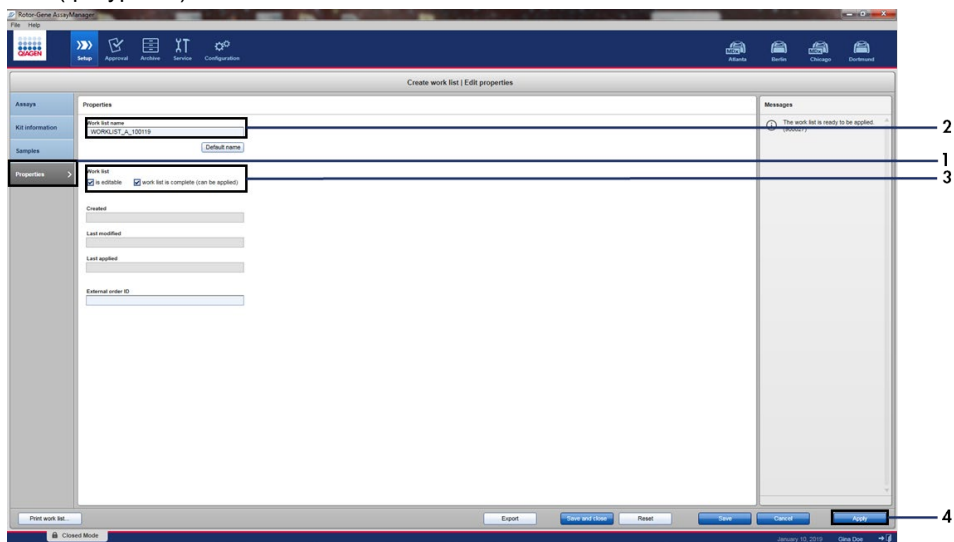 Rotor-Gene AssayManager
File Help
QIAGEN
Setup Approval Archive Service Configuration
Atlanta Berlin Chicago Dortmund
Create work list | Edit properties
Assays
Kit information
Samples
Properties
Properties
Work list name
WORKLIST_A_100119
Default name
Work list
is editable work list is complete (can be applied)
Created
Last modified
Last applied
External order ID
Messages
The work list is ready to be applied.
2
1
3
4
Print work list...
Export Save and close Reset Save Cancel Apply
Closed Mode
January 10, 2019 Gina Doe